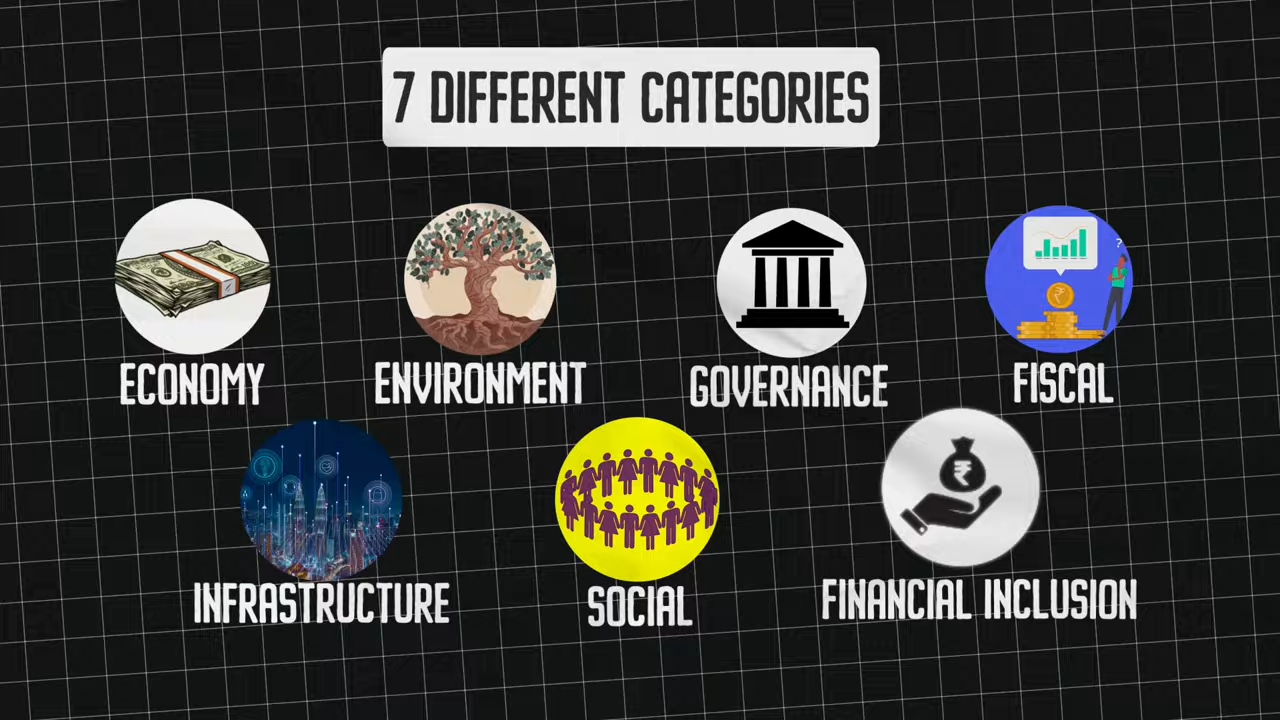 7 DIFFERENT CATEGORIES
?
₹
ECONOMY
ENVIRONMENT
GOVERNANCE
FISCAL
₹
INFRASTRUCTURE
SOCIAL
FINANCIAL INCLUSION